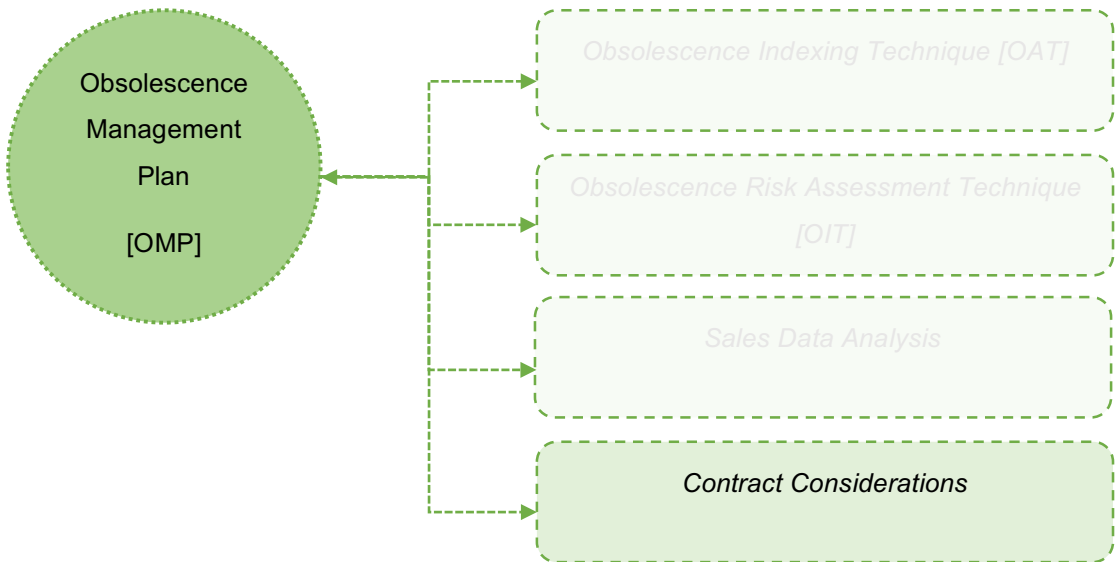 Obsolescence
Management
Plan
[OMP]
Obsolescence Indexing Technique [OAT]
Obsolescence Risk Assessment Technique
[OIT]
Sales Data Analysis
Contract Considerations